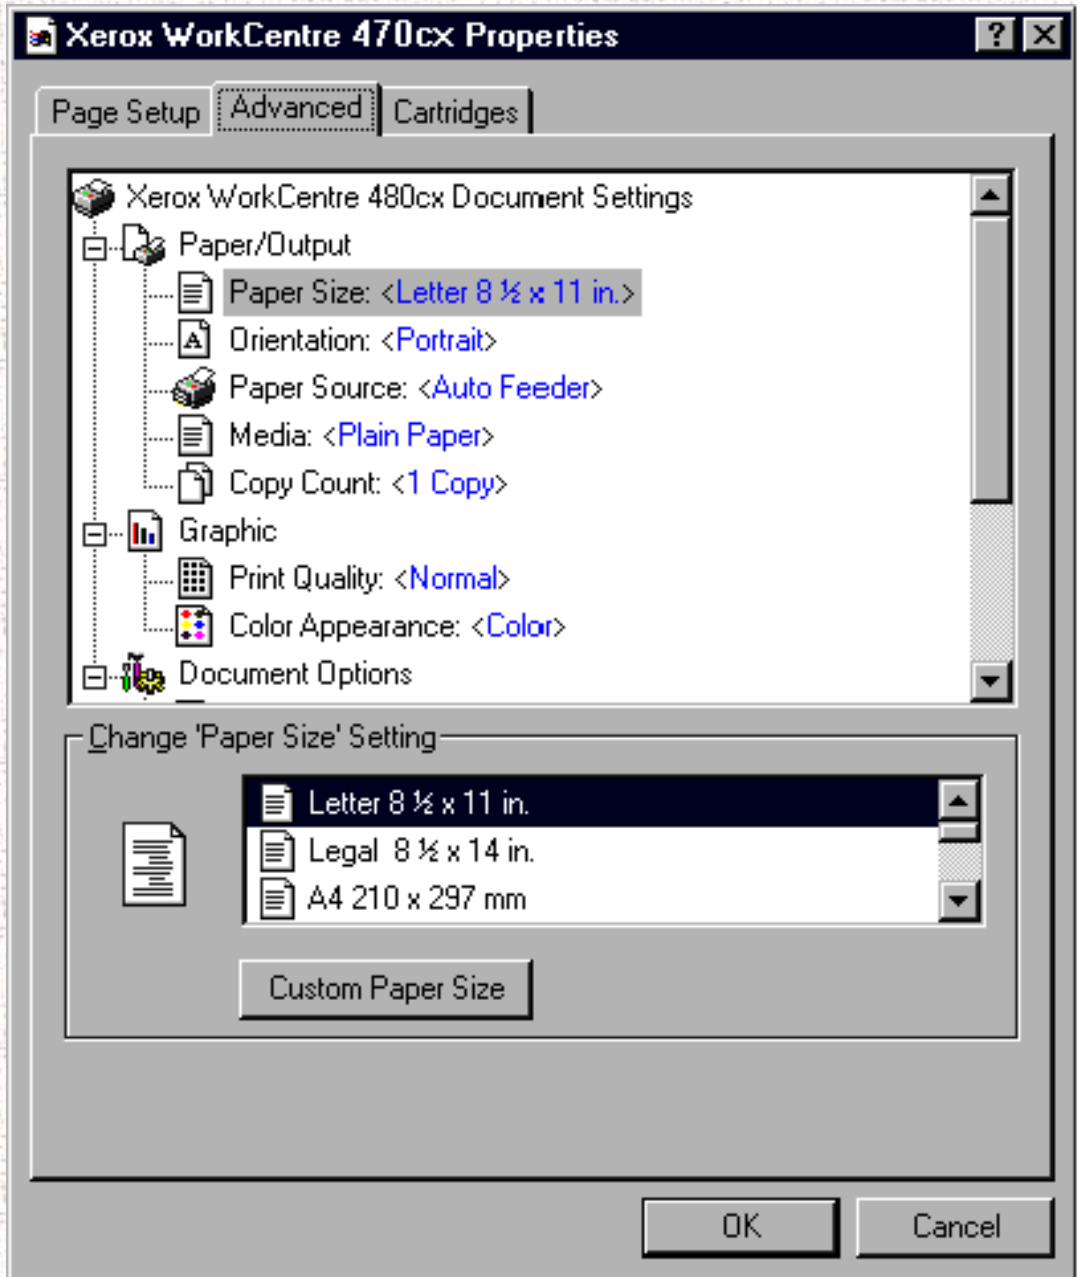 Xerox WorkCentre 470cx Properties
Page Setup
Advanced
Cartridges
Xerox WorkCentre 480cx Document Settings
Paper/Output
Paper Size: <Letter 8 ½ x 11 in.>
Orientation: <Portrait>
Paper Source: <Auto Feeder>
Media: <Plain Paper>
Copy Count: <1 Copy>
Graphic
Print Quality: <Normal>
Color Appearance: <Color>
Document Options
Change 'Paper Size' Setting
Letter 8 ½ x 11 in.
Legal 8 ½ x 14 in.
A4 210 x 297 mm
Custom Paper Size
OK
Cancel